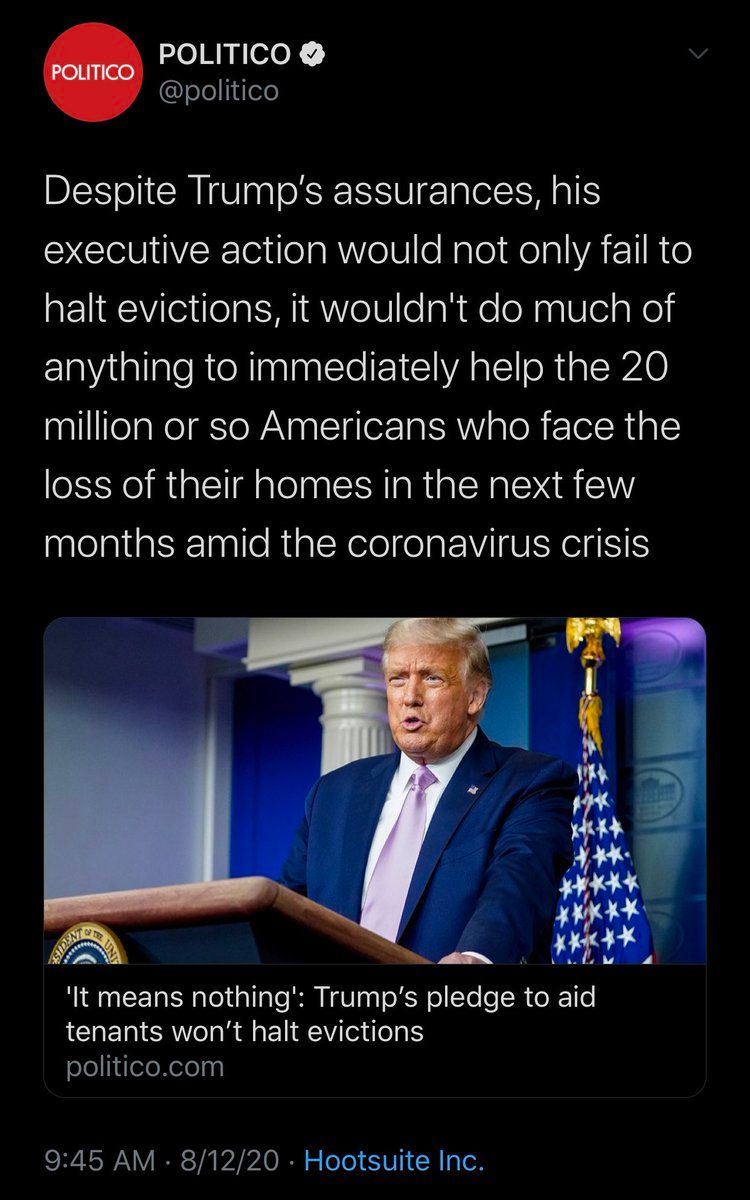 POLITICO
POLITICO
@politico
Despite Trump’s assurances, his
executive action would not only fail to
halt evictions, it wouldn't do much of
anything to immediately help the 20
million or so Americans who face the
loss of their homes in the next few
months amid the coronavirus crisis
'It means nothing': Trump’s pledge to aid
tenants won’t halt evictions
politico.com
9:45 AM · 8/12/20 · Hootsuite Inc.